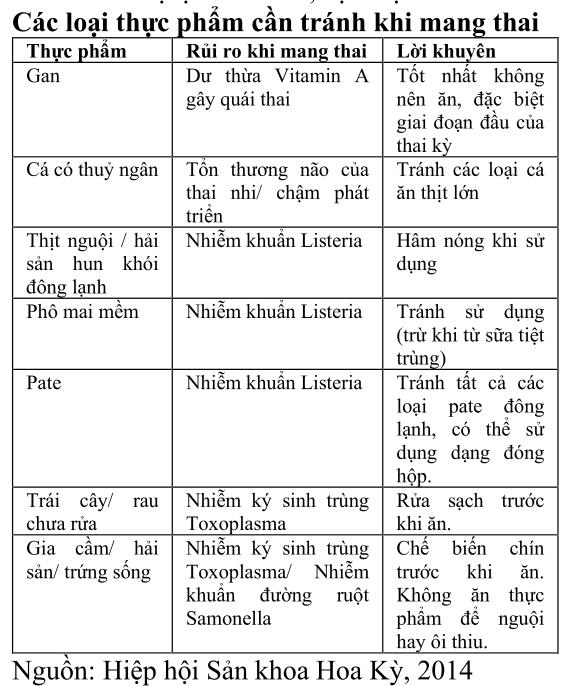 Các loại thực phẩm cần tránh khi mang thai
Thực phẩm
Rủi ro khi mang thai
Lời khuyên
Gan
Dư thừa Vitamin A
gây quái thai
Tốt nhất không
nên ăn, đặc biệt
giai đoạn đầu của
thai kỳ
Cá có thuỷ ngân
Tổn thương não của
thai nhi/ chậm phát
triển
Tránh các loại cá
ăn thịt lớn
Thịt nguội / hải
sản hun khói
đông lạnh
Nhiễm khuẩn Listeria
Hâm nóng khi sử
dụng
Phô mai mềm
Nhiễm khuẩn Listeria
Tránh sử dụng
(trừ khi từ sữa tiệt
trùng)
Pate
Nhiễm khuẩn Listeria
Tránh tất cả các
loại pate đông
lạnh, có thể sử
dụng dạng đóng
hộp.
Trái cây/ rau
chưa rửa
Nhiễm ký sinh trùng
Toxoplasma
Rửa sạch trước
khi ăn.
Gia cầm/ hải
sản/ trứng sống
Nhiễm ký sinh trùng
Toxoplasma/ Nhiễm
khuẩn đường ruột
Samonella
Chế biến chín
trước khi ăn.
Không ăn thực
phẩm để nguội
hay ôi thiu.
Nguồn: Hiệp hội Sản khoa Hoa Kỳ, 2014